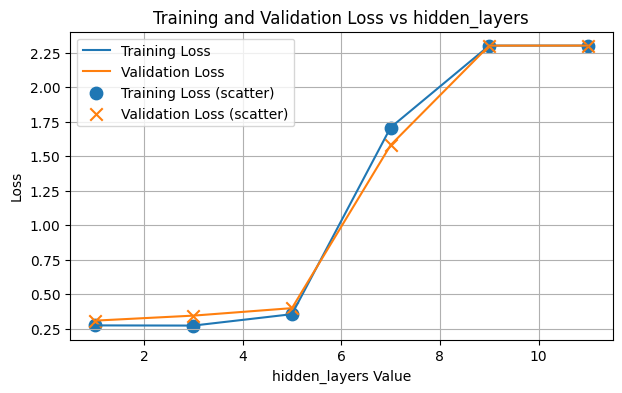 Training and Validation Loss vs hidden_layers
Training Loss
Validation Loss
Training Loss (scatter)
Validation Loss (scatter)
2.25
2.00
1.75
1.50
1.25
1.00
0.75
0.50
0.25
Loss
2 4 6 8 10
hidden_layers Value